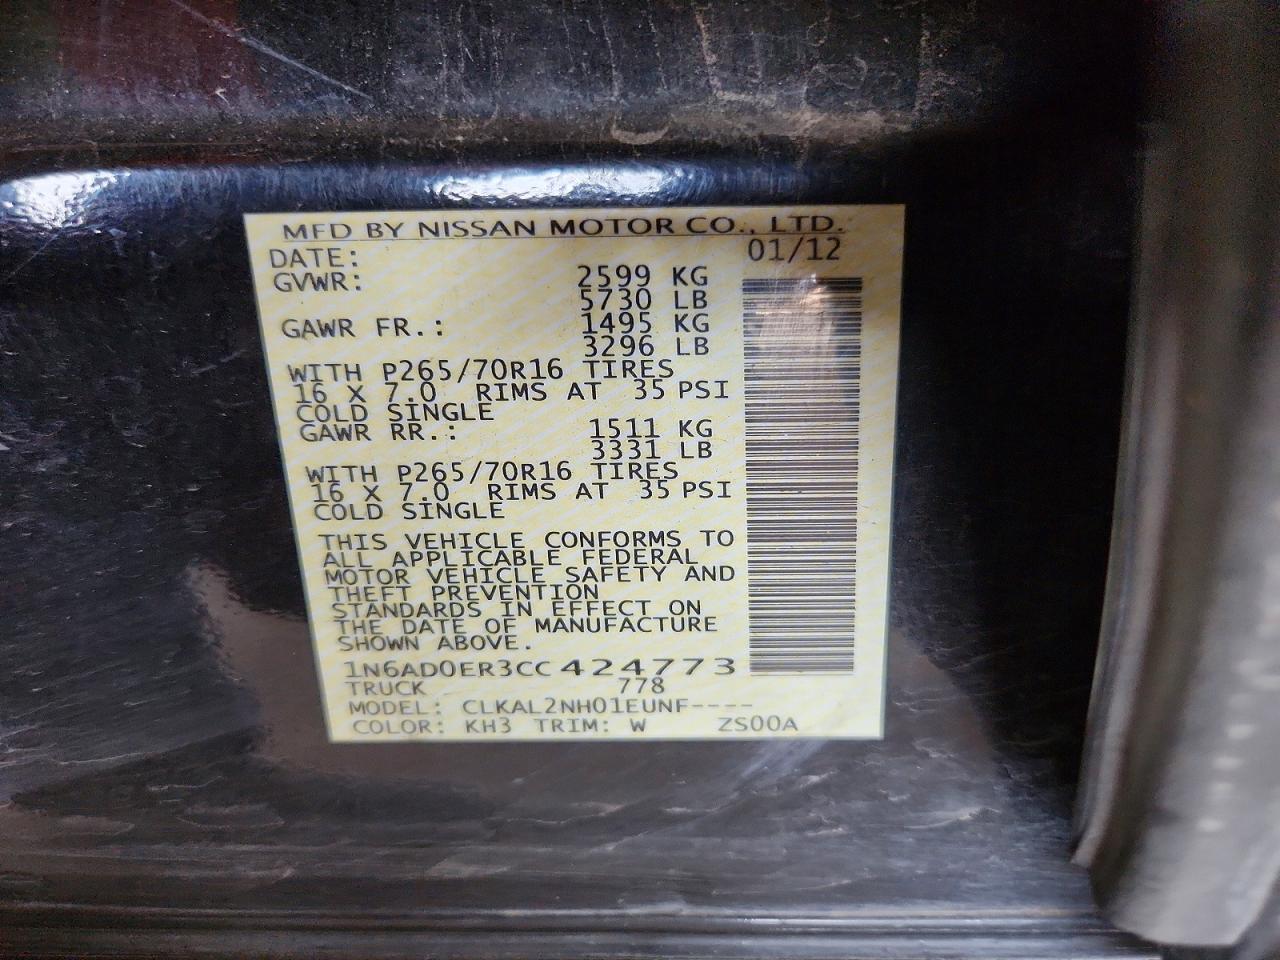 MFD BY NISSAN MOTOR CO., LTD.
DATE: 01/12
GVWR: 2599 KG
5730 LB
GAWR FR.: 1495 KG
3296 LB
WITH P265/70R16 TIRES
16 X 7.0 RIMS AT 35 PSI
COLD SINGLE
GAWR RR.: 1511 KG
3331 LB
WITH P265/70R16 TIRES
16 X 7.0 RIMS AT 35 PSI
COLD SINGLE
THIS VEHICLE CONFORMS TO
ALL APPLICABLE FEDERAL
MOTOR VEHICLE SAFETY AND
THEFT PREVENTION
STANDARDS IN EFFECT ON
THE DATE OF MANUFACTURE
SHOWN ABOVE.
1N6AD0ER3CC424773
TRUCK 778
MODEL: CLKAL2NH01EUNF----
COLOR: KH3 TRIM: W ZS00A